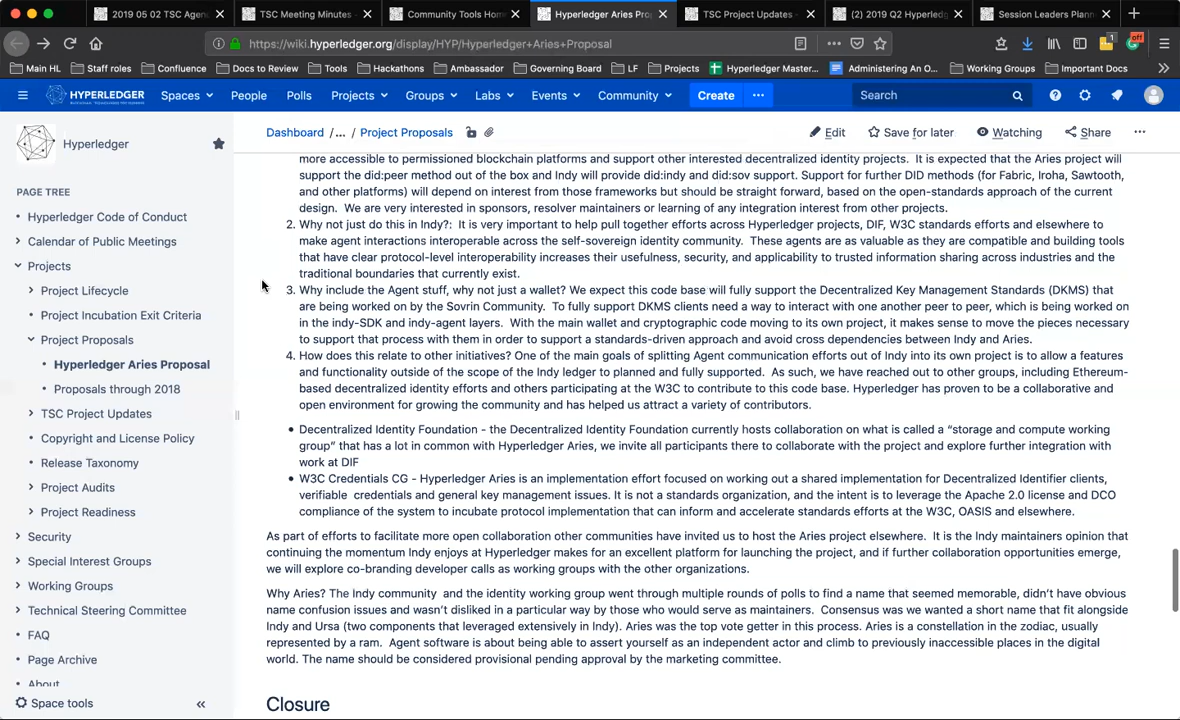 2019 05 02 TSC Agen
TSC Meeting Minutes -
Community Tools Hom
Hyperledger Aries Pro
TSC Project Updates -
(2) 2019 Q2 Hyperled
Session Leaders Plann
https://wiki.hyperledger.org/display/HYP/Hyperledger+Aries+Proposal
1
off
Main HL
Staff roles
Confluence
Docs to Review
Tools
Hackathons
Ambassador
Governing Board
LF
Projects
Hyperledger Master...
Administering An O...
Working Groups
Important Docs
HYPERLEDGER
Spaces
People
Polls
Projects
Groups
Labs
Events
Community
Create
Search
Hyperledger
PAGE TREE
Hyperledger Code of Conduct
Calendar of Public Meetings
Projects
Project Lifecycle
Project Incubation Exit Criteria
Project Proposals
Hyperledger Aries Proposal
Proposals through 2018
TSC Project Updates
Copyright and License Policy
Release Taxonomy
Project Audits
Project Readiness
Security
Special Interest Groups
Working Groups
Technical Steering Committee
FAQ
Page Archive
About
Space tools
Dashboard /... / Project Proposals
Edit
Save for later
Watching
Share
more accessible to permissioned blockchain platforms and support other interested decentralized identity projects. It is expected that the Aries project will
support the did:peer method out of the box and Indy will provide did:indy and did:sov support. Support for further DID methods (for Fabric, Iroha, Sawtooth,
and other platforms) will depend on interest from those frameworks but should be straight forward, based on the open-standards approach of the current
design. We are very interested in sponsors, resolver maintainers or learning of any integration interest from other projects.
2. Why not just do this in Indy?: It is very important to help pull together efforts across Hyperledger projects, DIF, W3C standards efforts and elsewhere to
make agent interactions interoperable across the self-sovereign identity community. These agents are as valuable as they are compatible and building tools
that have clear protocol-level interoperability increases their usefulness, security, and applicability to trusted information sharing across industries and the
traditional boundaries that currently exist.
3. Why include the Agent stuff, why not just a wallet? We expect this code base will fully support the Decentralized Key Management Standards (DKMS) that
are being worked on by the Sovrin Community. To fully support DKMS clients need a way to interact with one another peer to peer, which is being worked on
in the indy-SDK and indy-agent layers. With the main wallet and cryptographic code moving to its own project, it makes sense to move the pieces necessary
to support that process with them in order to support a standards-driven approach and avoid cross dependencies between Indy and Aries.
4. How does this relate to other initiatives? One of the main goals of splitting Agent communication efforts out of Indy into its own project is to allow a features
and functionality outside of the scope of the Indy ledger to planned and fully supported. As such, we have reached out to other groups, including Ethereum-
based decentralized identity efforts and others participating at the W3C to contribute to this code base. Hyperledger has proven to be a collaborative and
open environment for growing the community and has helped us attract a variety of contributors.
• Decentralized Identity Foundation - the Decentralized Identity Foundation currently hosts collaboration on what is called a “storage and compute working
group” that has a lot in common with Hyperledger Aries, we invite all participants there to collaborate with the project and explore further integration with
work at DIF
• W3C Credentials CG - Hyperledger Aries is an implementation effort focused on working out a shared implementation for Decentralized Identifier clients,
verifiable credentials and general key management issues. It is not a standards organization, and the intent is to leverage the Apache 2.0 license and DCO
compliance of the system to incubate protocol implementation that can inform and accelerate standards efforts at the W3C, OASIS and elsewhere.
As part of efforts to facilitate more open collaboration other communities have invited us to host the Aries project elsewhere. It is the Indy maintainers opinion that
continuing the momentum Indy enjoys at Hyperledger makes for an excellent platform for launching the project, and if further collaboration opportunities emerge,
we will explore co-branding developer calls as working groups with the other organizations.
Why Aries? The Indy community and the identity working group went through multiple rounds of polls to find a name that seemed memorable, didn't have obvious
name confusion issues and wasn't disliked in a particular way by those who would serve as maintainers. Consensus was we wanted a short name that fit alongside
Indy and Ursa (two components that leveraged extensively in Indy). Aries was the top vote getter in this process. Aries is a constellation in the zodiac, usually
represented by a ram. Agent software is about being able to assert yourself as an independent actor and climb to previously inaccessible places in the digital
world. The name should be considered provisional pending approval by the marketing committee.
Closure